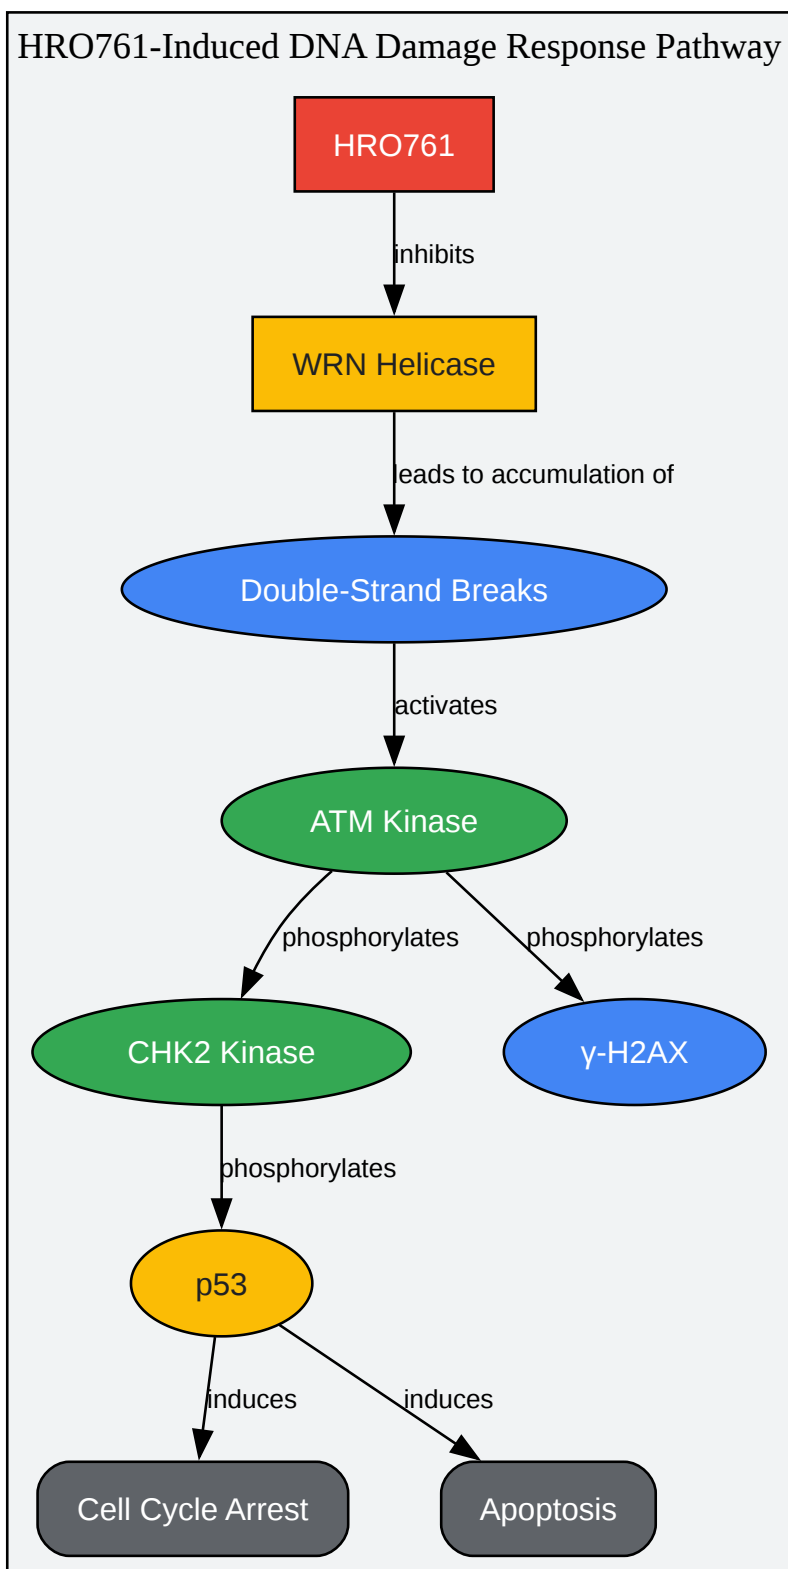 HRO761-Induced DNA Damage Response Pathway
HRO761
inhibits
WRN Helicase
leads to accumulation of
Double-Strand Breaks
activates
ATM Kinase
phosphorylates
phosphorylates
CHK2 Kinase
γ-H2AX
phosphorylates
p53
induces
induces
Cell Cycle Arrest
Apoptosis